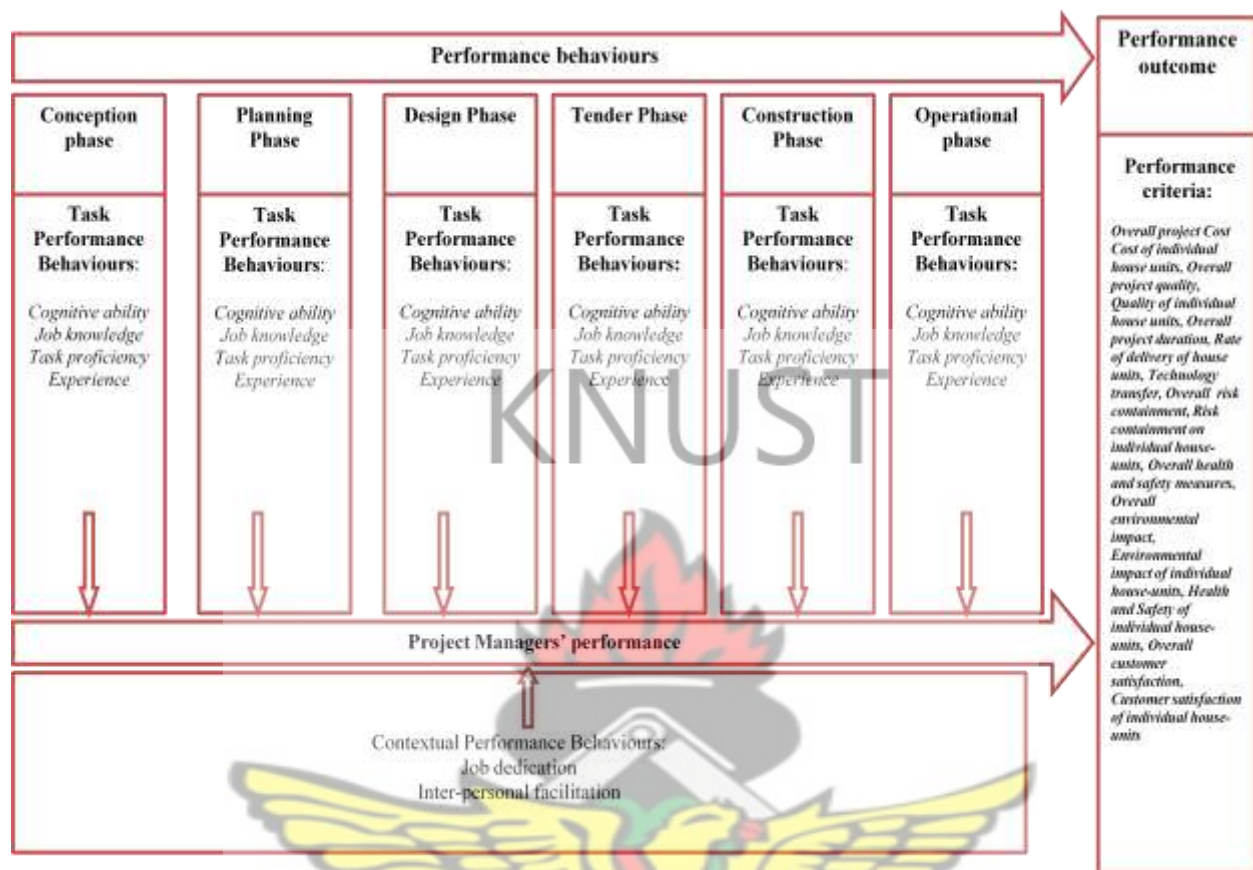 Performance behaviours
Performance
outcome
Conception
phase
Planning
Phase
Design Phase
Tender Phase
Construction
Phase
Operational
phase
Task
Performance
Behaviours:
Cognitive ability
Job knowledge
Task proficiency
Experience
Task
Performance
Behaviours:
Cognitive ability
Job knowledge
Task proficiency
Experience
Task
Performance
Behaviours:
Cognitive ability
Job knowledge
Task proficiency
Experience
Task
Performance
Behaviours:
Cognitive ability
Job knowledge
Task proficiency
Experience
Task
Performance
Behaviours:
Cognitive ability
Job knowledge
Task proficiency
Experience
Task
Performance
Behaviours:
Cognitive ability
Job knowledge
Task proficiency
Experience
KNUST
Project Managers' performance
Contextual Performance Behaviours:
Job dedication
Inter-personal facilitation
Performance
criteria:
Overall project Cost
Cost of individual
house units, Overall
project quality,
Quality of individual
house units, Overall
project duration, Rate
of delivery of house
units, Technology
transfer, Overall risk
containment, Risk
containment on
individual house-
units, Overall health
and safety measures,
Overall
environmental
impact,
Environmental
impact of individual
house-units, Health
and Safety of
individual house-
units, Overall
customer
satisfaction,
Customer satisfaction
of individual house-
units